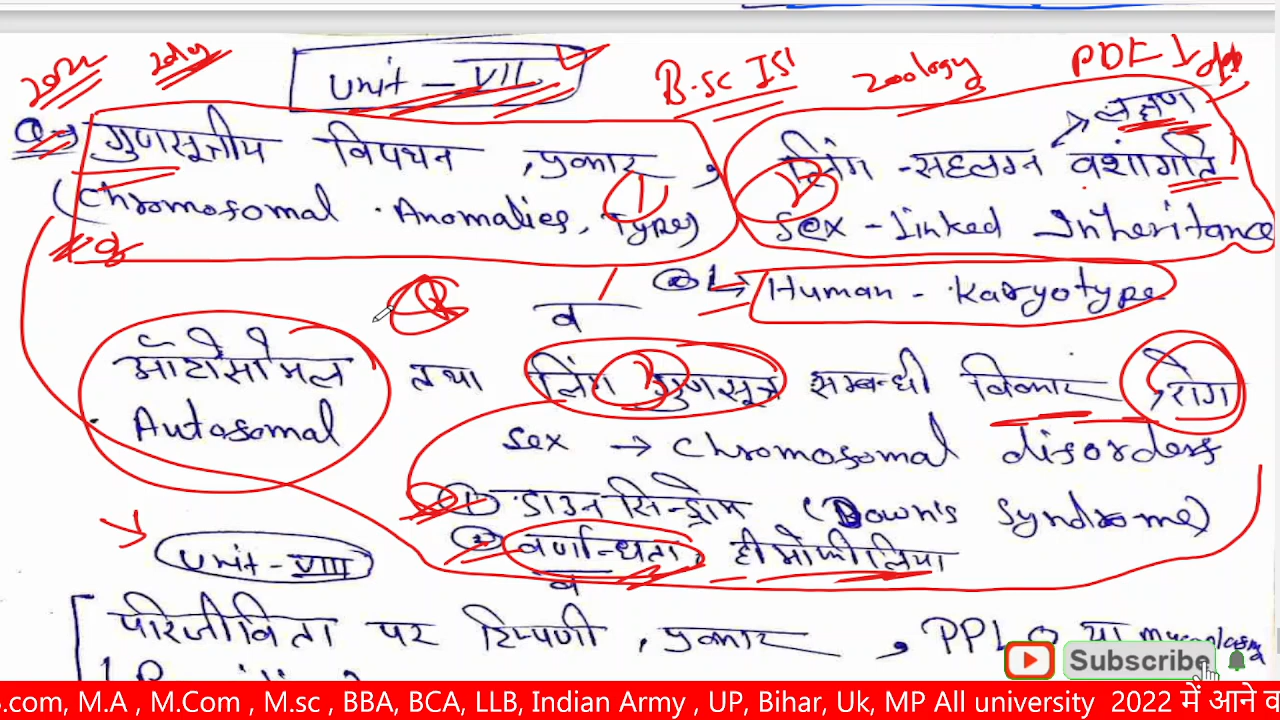 2022 Unit – VII B.Sc Ist Zoology PDF
लक्षण
Q→ गुणसूत्रीय विपथन, प्रकार, लिंग - सहलग्न वंशागति
(Chromosomal Anomalies, Types) Sex - linked Inheritance
→ Human - Karyotype
व
ऑटोसोमल तथा लिंग गुणसूत्र सम्बन्धी विकार, रोग
Autosomal Sex → Chromosomal disorders
① डाउन सिन्ड्रोम (Down's Syndrome)
② वर्णान्धता, हीमोफीलिया
Unit - VIII
व
परिजीविता पर टिप्पणी, प्रकार, PPLO या mycoplasma
Subscribe
.com, M.A , M.Com , M.sc , BBA, BCA, LLB, Indian Army , UP, Bihar, Uk, MP All university 2022 में आने